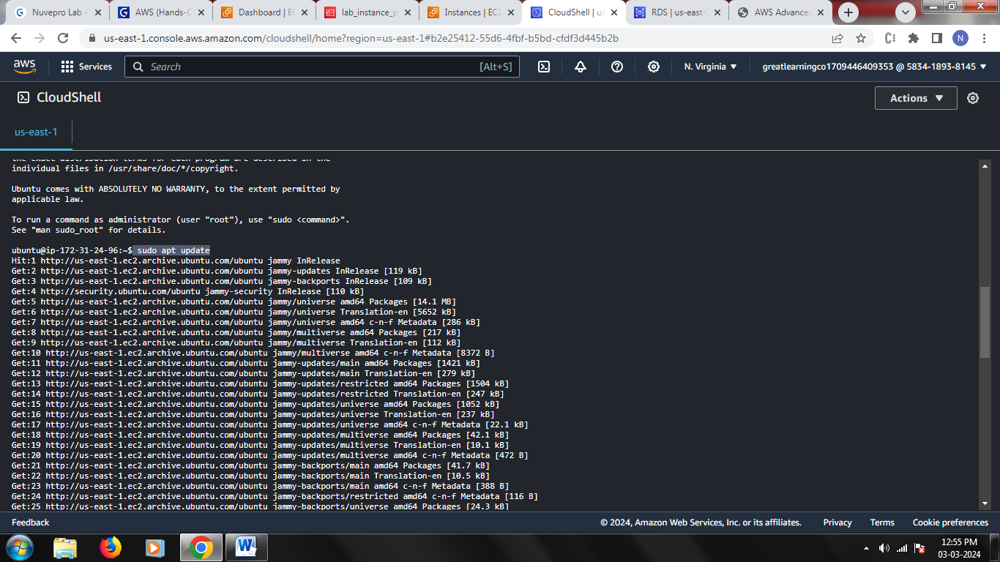 Nuvepro Lab -
AWS (Hands-O
Dashboard | EC
lab_instance_p
Instances | EC2
CloudShell | us
RDS | us-east-
AWS Advance
us-east-1.console.aws.amazon.com/cloudshell/home?region=us-east-1#b2e25412-55d6-4fbf-b5bd-cfdf3d445b2b
N
aws
Services
Search
[Alt+S]
N. Virginia
greatlearningco1709446409353 @ 5834-1893-8145
CloudShell
Actions
us-east-1
the exact distribution terms for each program are described in the
individual files in /usr/share/doc/*/copyright.
Ubuntu comes with ABSOLUTELY NO WARRANTY, to the extent permitted by
applicable law.
To run a command as administrator (user "root"), use "sudo <command>".
See "man sudo_root" for details.
ubuntu@ip-172-31-24-96:~$ sudo apt update
Hit:1 http://us-east-1.ec2.archive.ubuntu.com/ubuntu jammy InRelease
Get:2 http://us-east-1.ec2.archive.ubuntu.com/ubuntu jammy-updates InRelease [119 kB]
Get:3 http://us-east-1.ec2.archive.ubuntu.com/ubuntu jammy-backports InRelease [109 kB]
Get:4 http://security.ubuntu.com/ubuntu jammy-security InRelease [110 kB]
Get:5 http://us-east-1.ec2.archive.ubuntu.com/ubuntu jammy/universe amd64 Packages [14.1 MB]
Get:6 http://us-east-1.ec2.archive.ubuntu.com/ubuntu jammy/universe Translation-en [5652 kB]
Get:7 http://us-east-1.ec2.archive.ubuntu.com/ubuntu jammy/universe amd64 c-n-f Metadata [286 kB]
Get:8 http://us-east-1.ec2.archive.ubuntu.com/ubuntu jammy/multiverse amd64 Packages [217 kB]
Get:9 http://us-east-1.ec2.archive.ubuntu.com/ubuntu jammy/multiverse Translation-en [112 kB]
Get:10 http://us-east-1.ec2.archive.ubuntu.com/ubuntu jammy/multiverse amd64 c-n-f Metadata [8372 B]
Get:11 http://us-east-1.ec2.archive.ubuntu.com/ubuntu jammy-updates/main amd64 Packages [1421 kB]
Get:12 http://us-east-1.ec2.archive.ubuntu.com/ubuntu jammy-updates/main Translation-en [279 kB]
Get:13 http://us-east-1.ec2.archive.ubuntu.com/ubuntu jammy-updates/restricted amd64 Packages [1504 kB]
Get:14 http://us-east-1.ec2.archive.ubuntu.com/ubuntu jammy-updates/restricted Translation-en [247 kB]
Get:15 http://us-east-1.ec2.archive.ubuntu.com/ubuntu jammy-updates/universe amd64 Packages [1052 kB]
Get:16 http://us-east-1.ec2.archive.ubuntu.com/ubuntu jammy-updates/universe Translation-en [237 kB]
Get:17 http://us-east-1.ec2.archive.ubuntu.com/ubuntu jammy-updates/universe amd64 c-n-f Metadata [22.1 kB]
Get:18 http://us-east-1.ec2.archive.ubuntu.com/ubuntu jammy-updates/multiverse amd64 Packages [42.1 kB]
Get:19 http://us-east-1.ec2.archive.ubuntu.com/ubuntu jammy-updates/multiverse Translation-en [10.1 kB]
Get:20 http://us-east-1.ec2.archive.ubuntu.com/ubuntu jammy-updates/multiverse amd64 c-n-f Metadata [472 B]
Get:21 http://us-east-1.ec2.archive.ubuntu.com/ubuntu jammy-backports/main amd64 Packages [41.7 kB]
Get:22 http://us-east-1.ec2.archive.ubuntu.com/ubuntu jammy-backports/main Translation-en [10.5 kB]
Get:23 http://us-east-1.ec2.archive.ubuntu.com/ubuntu jammy-backports/main amd64 c-n-f Metadata [388 B]
Get:24 http://us-east-1.ec2.archive.ubuntu.com/ubuntu jammy-backports/restricted amd64 c-n-f Metadata [116 B]
Get:25 http://us-east-1.ec2.archive.ubuntu.com/ubuntu jammy-backports/universe amd64 Packages [24.3 kB]
Feedback
© 2024, Amazon Web Services, Inc. or its affiliates.
Privacy
Terms
Cookie preferences
12:55 PM
03-03-2024